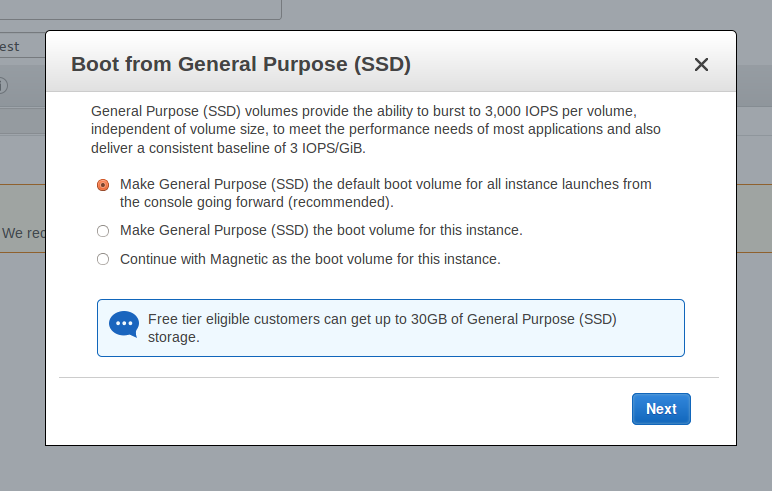 est
Boot from General Purpose (SSD)
General Purpose (SSD) volumes provide the ability to burst to 3,000 IOPS per volume,
independent of volume size, to meet the performance needs of most applications and also
deliver a consistent baseline of 3 IOPS/GiB.
Make General Purpose (SSD) the default boot volume for all instance launches from
the console going forward (recommended).
Make General Purpose (SSD) the boot volume for this instance.
We rec
Continue with Magnetic as the boot volume for this instance.
Free tier eligible customers can get up to 30GB of General Purpose (SSD)
storage.
Next